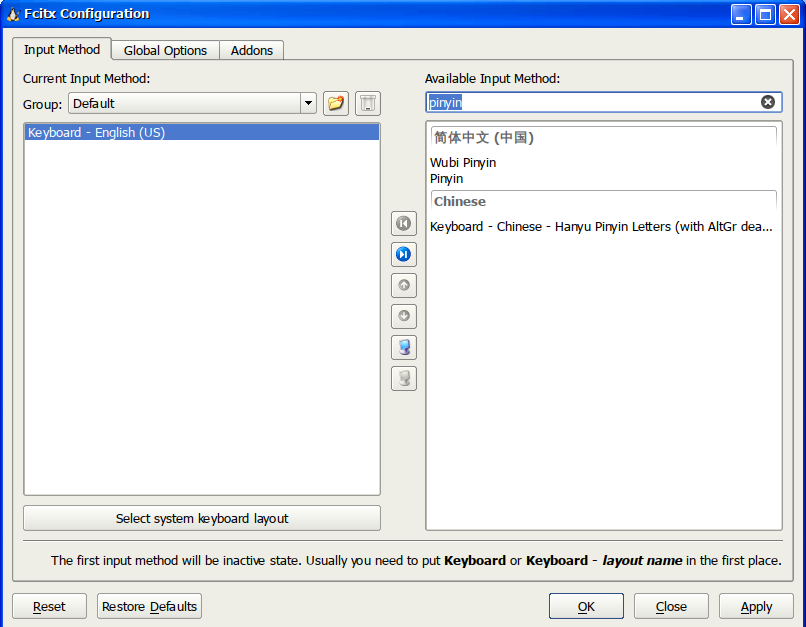 Fcitx Configuration
Input Method
Global Options
Addons
Current Input Method:
Group: Default
Keyboard - English (US)
Select system keyboard layout
Available Input Method:
pinyin
简体中文 (中国)
Wubi Pinyin
Pinyin
Chinese
Keyboard - Chinese - Hanyu Pinyin Letters (with AltGr dea...
The first input method will be inactive state. Usually you need to put Keyboard or Keyboard - layout name in the first place.
Reset
Restore Defaults
OK
Close
Apply